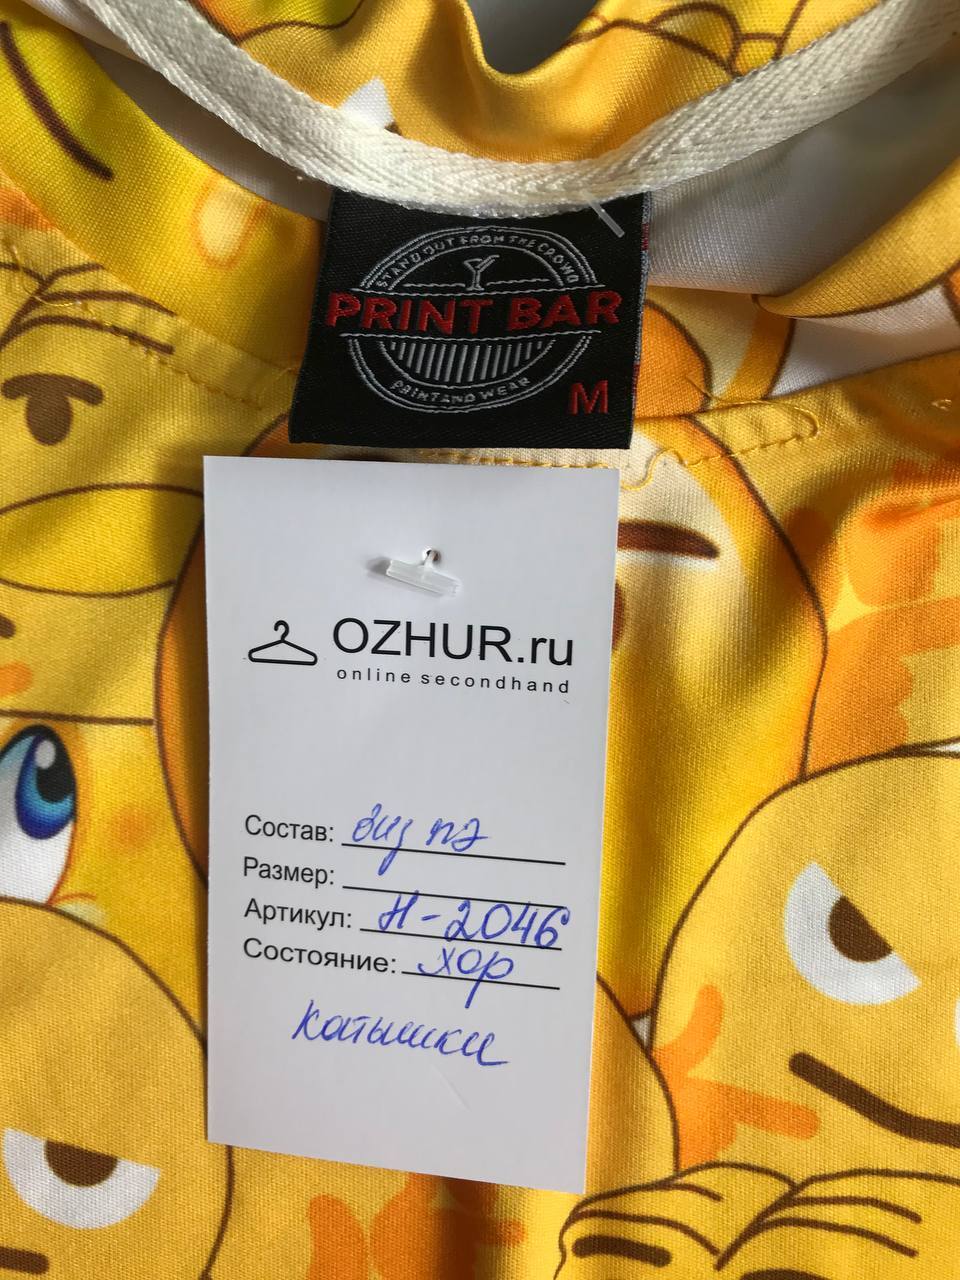 STAND OUT FROM THE CROWD
PRINT BAR
PRINT AND WEAR
M
OZHUR.ru
online secondhand
Состав: виз пэ
Размер:
Артикул: Н-2046
Состояние: хор
катышки